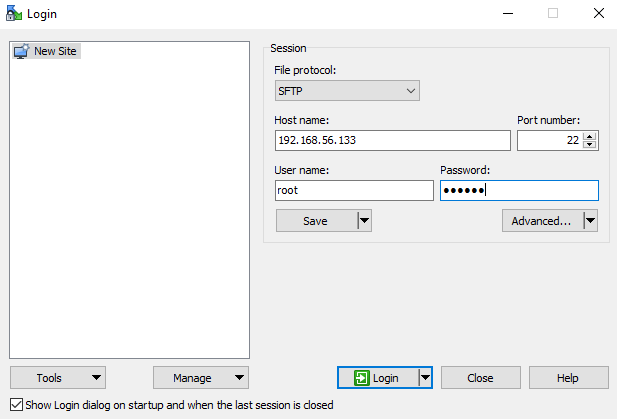 Login
New Site
Session
File protocol:
SFTP
Host name:
Port number:
192.168.56.133
22
User name:
Password:
root
●●●●●●
Save
Advanced...
Tools
Manage
Login
Close
Help
Show Login dialog on startup and when the last session is closed